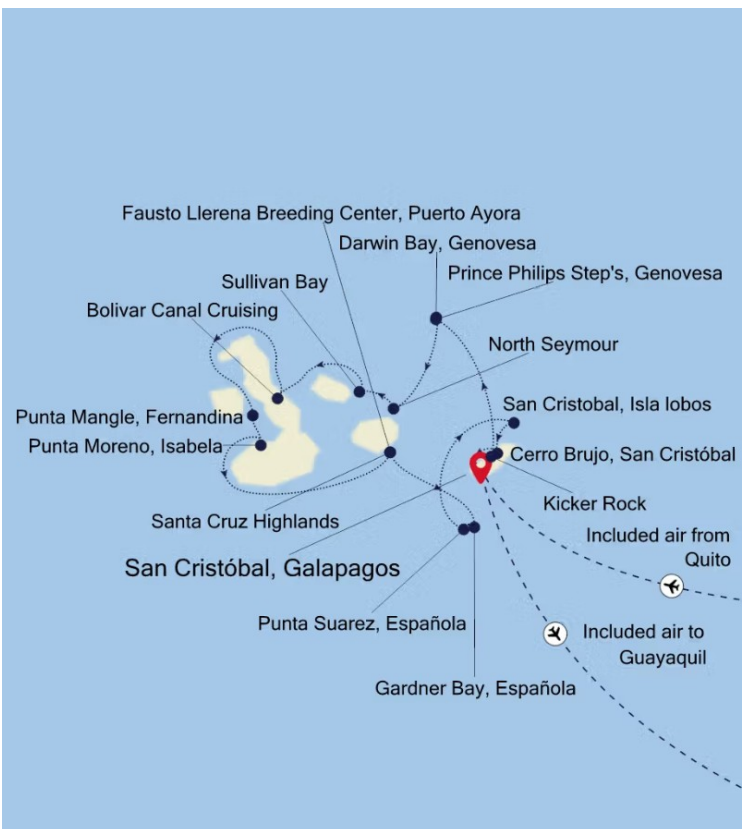 Fausto Llerena Breeding Center, Puerto Ayora
Darwin Bay, Genovesa
Prince Philips Step's, Genovesa
Sullivan Bay
Bolivar Canal Cruising
North Seymour
San Cristobal, Isla lobos
Punta Mangle, Fernandina
Punta Moreno, Isabela
Cerro Brujo, San Cristóbal
Kicker Rock
Santa Cruz Highlands
Included air from
Quito
San Cristóbal, Galapagos
Punta Suarez, Española
Included air to
Guayaquil
Gardner Bay, Española